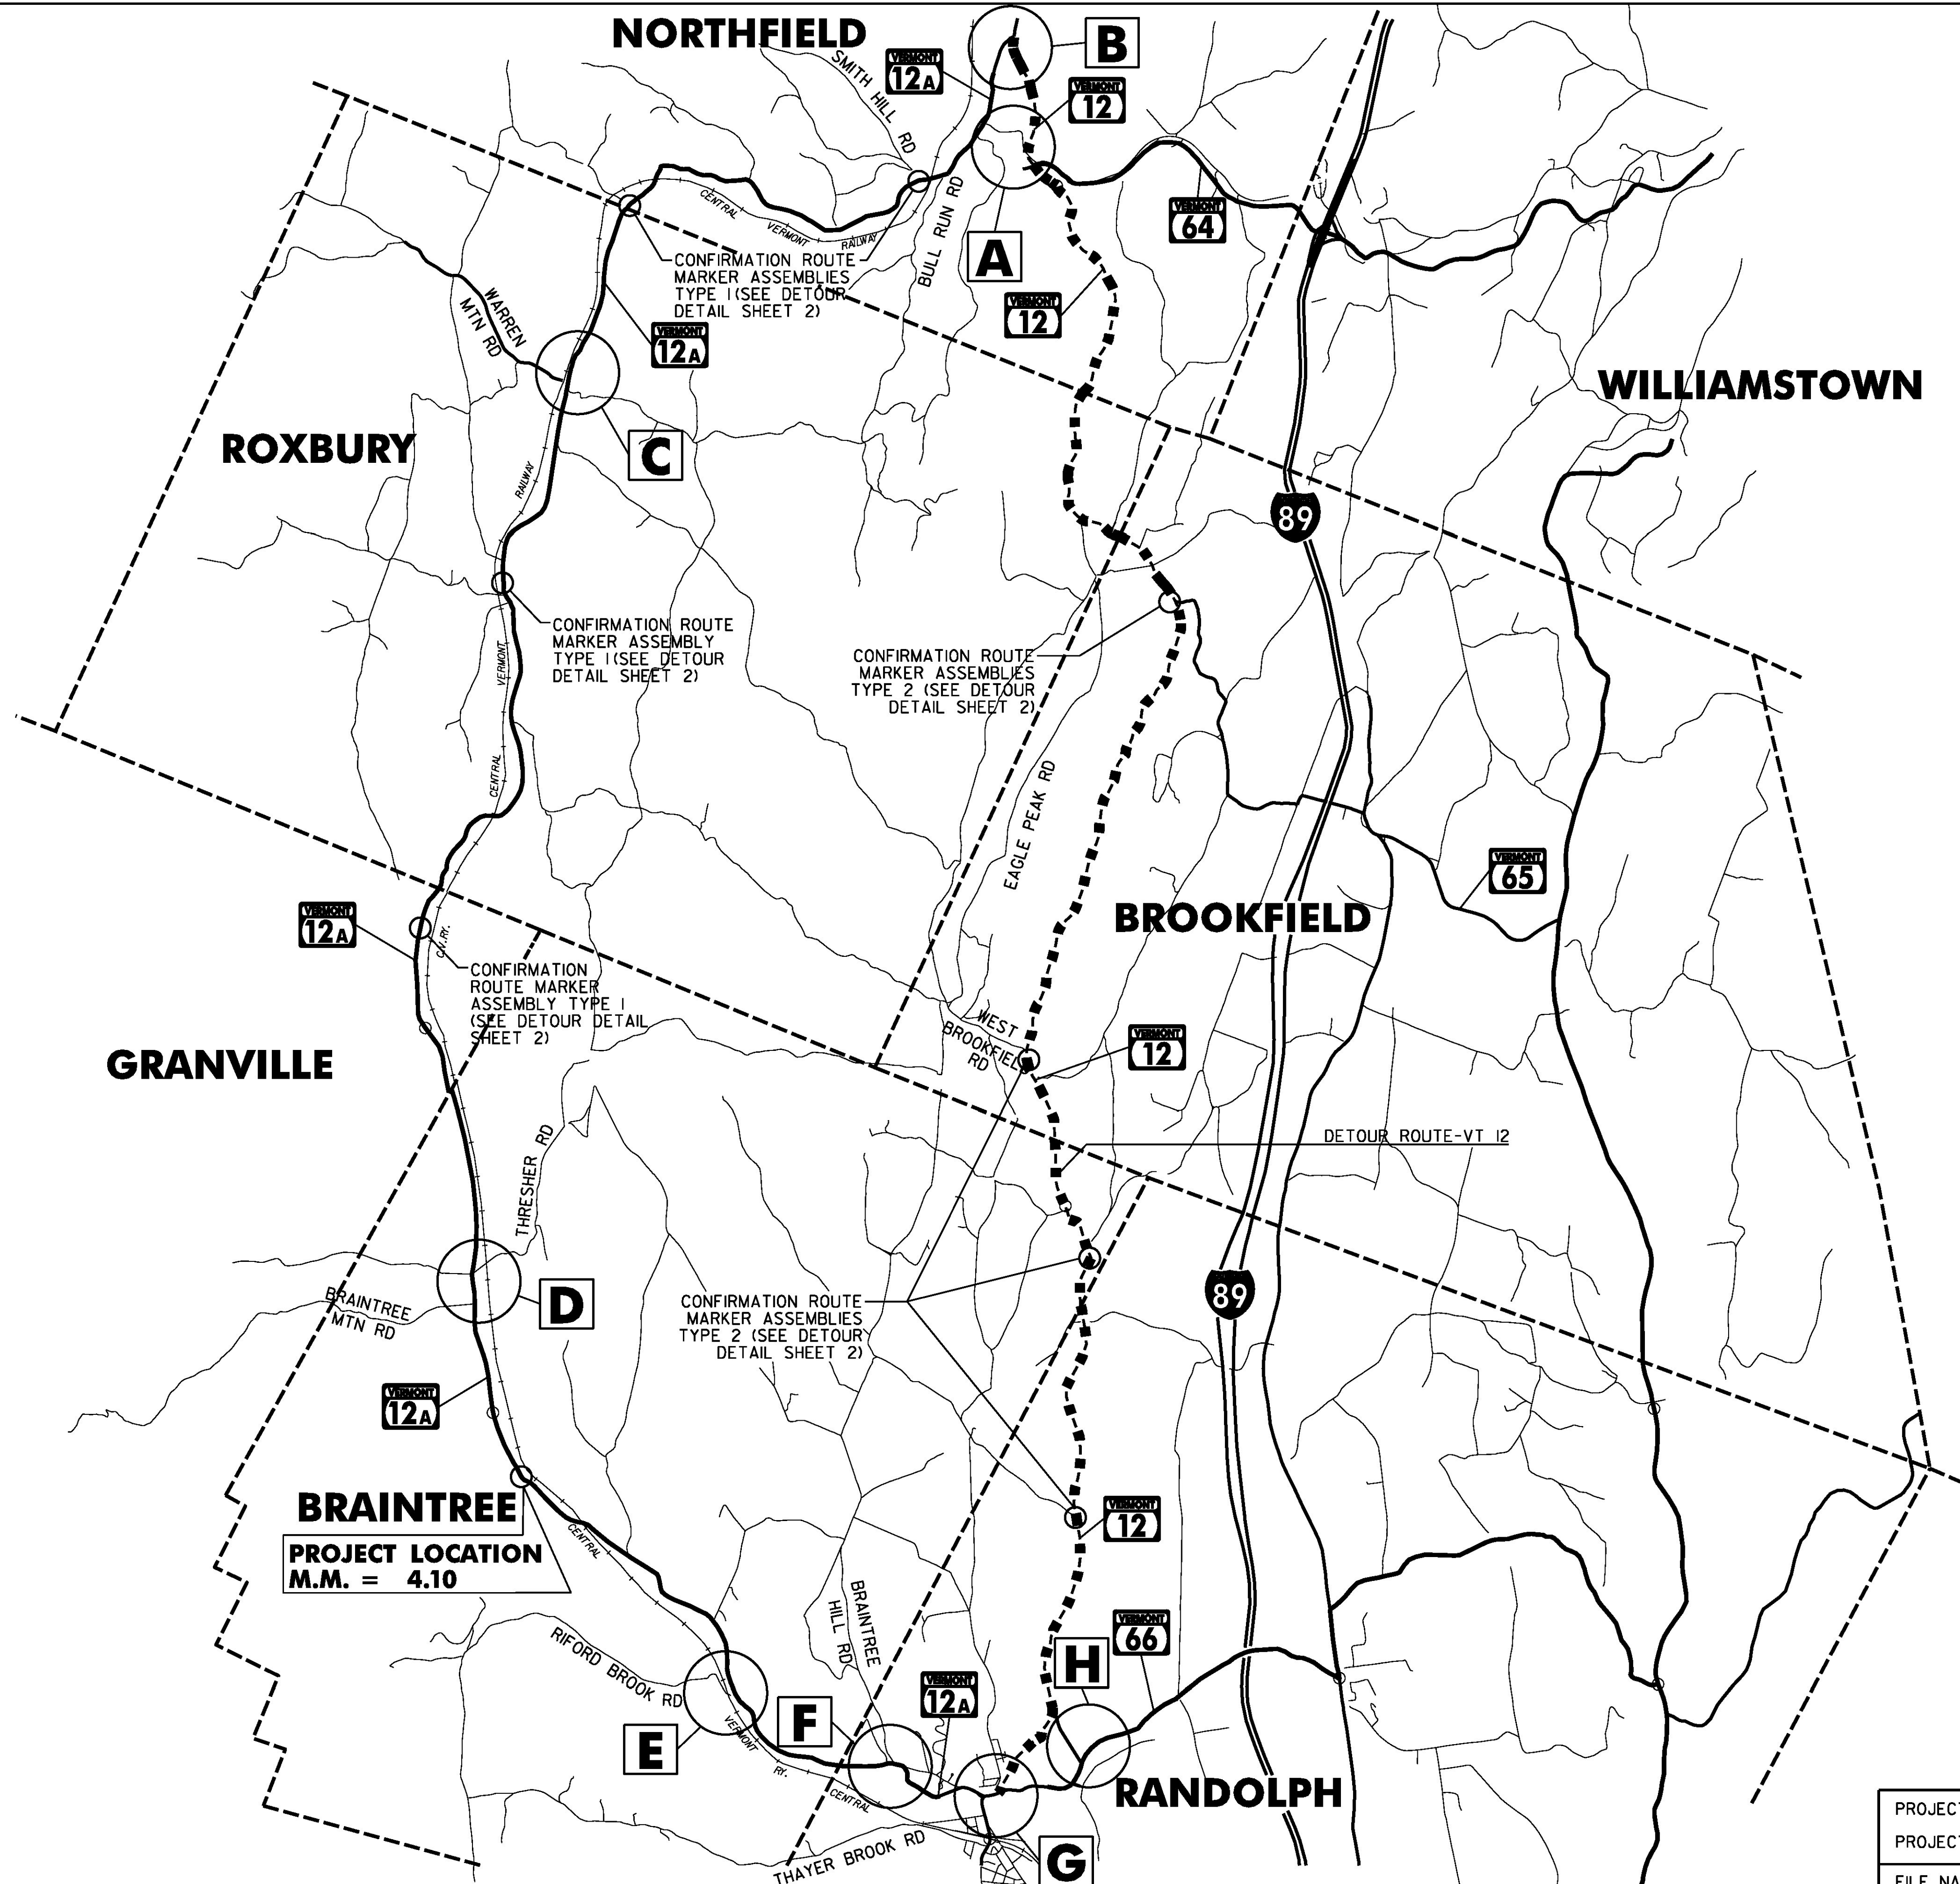 NORTHFIELD
B
VERMONT
12A
VERMONT
12
SMITH HILL RD
CENTRAL VERMONT RAILWAY
BULL RUN RD
A
VERMONT
64
CONFIRMATION ROUTE
MARKER ASSEMBLIES
TYPE 1 (SEE DETOUR
DETAIL SHEET 2)
VERMONT
12
WARREN
MTN RD
VERMONT
12A
WILLIAMSTOWN
ROXBURY
C
RAILWAY
89
CONFIRMATION ROUTE
MARKER ASSEMBLY
TYPE 1 (SEE DETOUR
DETAIL SHEET 2)
VERMONT
CONFIRMATION ROUTE
MARKER ASSEMBLIES
TYPE 2 (SEE DETOUR
DETAIL SHEET 2)
CENTRAL
EAGLE PEAK RD
VERMONT
65
BROOKFIELD
VERMONT
12A
C.V.RY.
CONFIRMATION
ROUTE MARKER
ASSEMBLY TYPE 1
(SEE DETOUR DETAIL
SHEET 2)
WEST
BROOKFIELD
RD
VERMONT
12
GRANVILLE
DETOUR ROUTE-VT 12
THRESHER RD
D
BRAINTREE
MTN RD
89
CONFIRMATION ROUTE
MARKER ASSEMBLIES
TYPE 2 (SEE DETOUR
DETAIL SHEET 2)
VERMONT
12A
BRAINTREE
PROJECT LOCATION
M.M. = 4.10
CENTRAL
VERMONT
12
BRAINTREE
HILL RD
RIFORD BROOK RD
VERMONT
66
H
VERMONT
12A
F
E
VERMONT
RY.
CENTRAL
RANDOLPH
THAYER BROOK RD
G
PROJECT
PROJECT
FILE NA